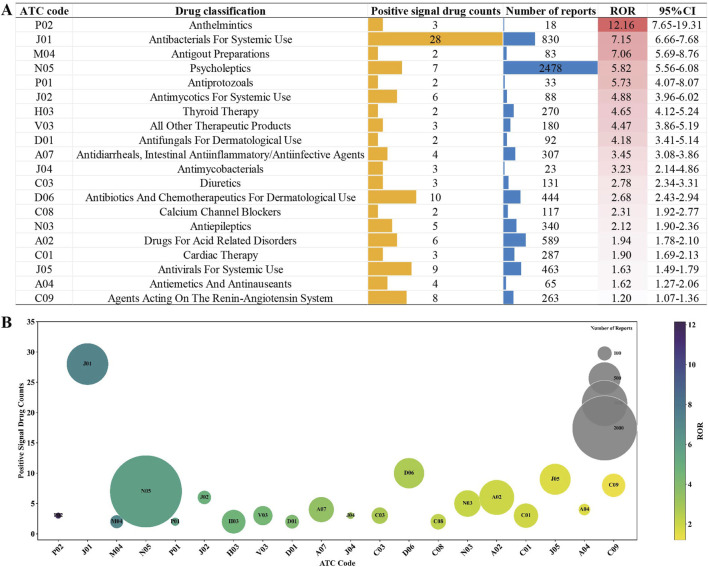 A
ATC code Drug classification Positive signal drug counts Number of reports ROR 95%CI
P02 Anthelmintics 3 18 12.16 7.65-19.31
J01 Antibacterials For Systemic Use 28 830 7.15 6.66-7.68
M04 Antigout Preparations 2 83 7.06 5.69-8.76
N05 Psycholeptics 7 2478 5.82 5.56-6.08
P01 Antiprotozoals 2 33 5.73 4.07-8.07
J02 Antimycotics For Systemic Use 6 88 4.88 3.96-6.02
H03 Thyroid Therapy 2 270 4.65 4.12-5.24
V03 All Other Therapeutic Products 3 180 4.47 3.86-5.19
D01 Antifungals For Dermatological Use 2 92 4.18 3.41-5.14
A07 Antidiarrheals, Intestinal Antiinflammatory/Antiinfective Agents 4 307 3.45 3.08-3.86
J04 Antimycobacterials 3 23 3.23 2.14-4.86
C03 Diuretics 3 131 2.78 2.34-3.31
D06 Antibiotics And Chemotherapeutics For Dermatological Use 10 444 2.68 2.43-2.94
C08 Calcium Channel Blockers 2 117 2.31 1.92-2.77
N03 Antiepileptics 5 340 2.12 1.90-2.36
A02 Drugs For Acid Related Disorders 6 589 1.94 1.78-2.10
C01 Cardiac Therapy 3 287 1.90 1.69-2.13
J05 Antivirals For Systemic Use 9 463 1.63 1.49-1.79
A04 Antiemetics And Antinauseants 4 65 1.62 1.27-2.06
C09 Agents Acting On The Renin-Angiotensin System 8 263 1.20 1.07-1.36
B
Positive Signal Drug Counts
35
30
25
20
15
10
5
0
Number of Reports
100
500
2000
J01
N05
D06
J05
C09
A02
J02
N03
A07
A04
P02
M04
P01
H03
V03
D01
J04
C03
C08
C01
P02 J01 M04 N05 P01 J02 H03 V03 D01 A07 J04 C03 D06 C08 N03 A02 C01 J05 A04 C09
ATC Code
12
10
8
6
4
2
ROR